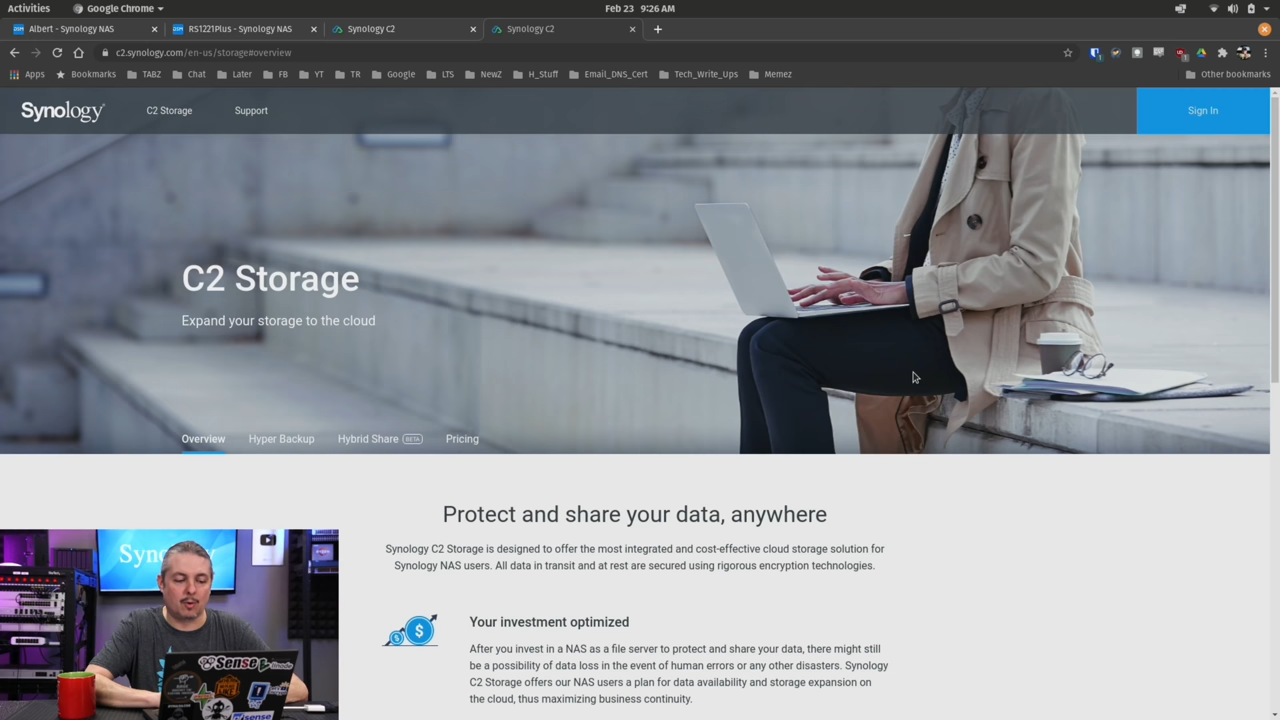 Activities
Google Chrome
Feb 23 9:26 AM
Albert - Synology NAS
RS1221Plus - Synology NAS
Synology C2
Synology C2
c2.synology.com/en-us/storage#overview
Apps
Bookmarks
TABZ
Chat
Later
FB
YT
TR
Google
LTS
NewZ
H_Stuff
Email_DNS_Cert
Tech_Write_Ups
Memez
Other bookmarks
Synology
C2 Storage
Support
Sign In
C2 Storage
Expand your storage to the cloud
Overview
Hyper Backup
Hybrid Share BETA
Pricing
Protect and share your data, anywhere
Synology C2 Storage is designed to offer the most integrated and cost-effective cloud storage solution for
Synology NAS users. All data in transit and at rest are secured using rigorous encryption technologies.
Your investment optimized
After you invest in a NAS as a file server to protect and share your data, there might still
be a possibility of data loss in the event of human errors or any other disasters. Synology
C2 Storage offers our NAS users a plan for data availability and storage expansion on
the cloud, thus maximizing business continuity.